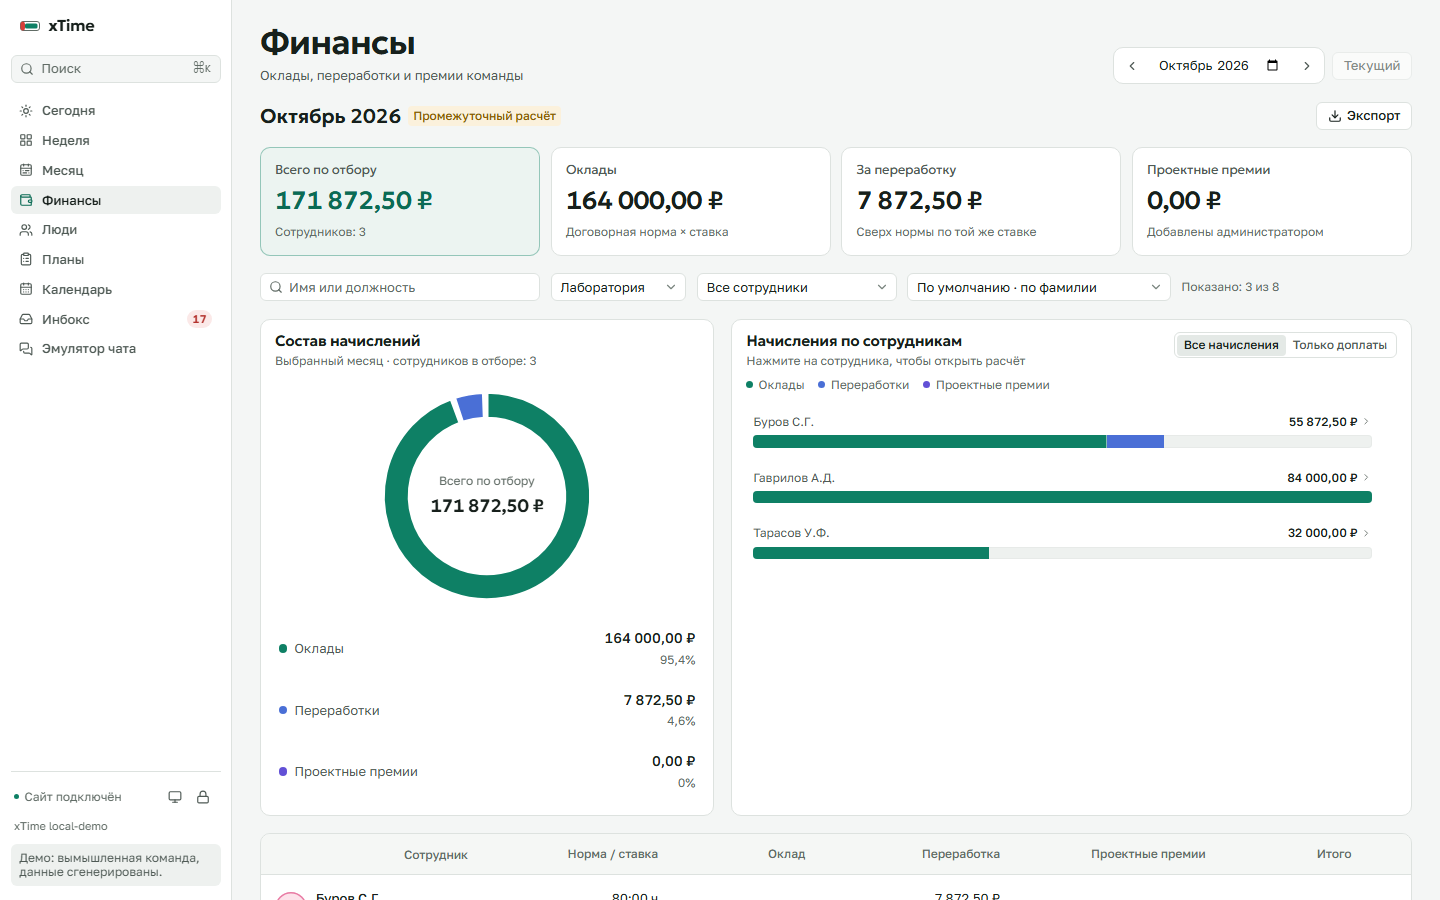 xTime
Поиск
⌘K
Сегодня
Неделя
Месяц
Финансы
Люди
Планы
Календарь
Инбокс 17
Эмулятор чата
Сайт подключён
xTime local-demo
Демо: вымышленная команда,
данные сгенерированы.
Финансы
Оклады, переработки и премии команды
Октябрь 2026
Текущий
Октябрь 2026 Промежуточный расчёт
Экспорт
Всего по отбору
171 872,50 ₽
Сотрудников: 3
Оклады
164 000,00 ₽
Договорная норма × ставка
За переработку
7 872,50 ₽
Сверх нормы по той же ставке
Проектные премии
0,00 ₽
Добавлены администратором
Имя или должность
Лаборатория
Все сотрудники
По умолчанию · по фамилии
Показано: 3 из 8
Состав начислений
Выбранный месяц · сотрудников в отборе: 3
Всего по отбору
171 872,50 ₽
Оклады
164 000,00 ₽
95,4%
Переработки
7 872,50 ₽
4,6%
Проектные премии
0,00 ₽
0%
Начисления по сотрудникам
Нажмите на сотрудника, чтобы открыть расчёт
Все начисления Только доплаты
Оклады Переработки Проектные премии
Буров С.Г. 55 872,50 ₽
Гаврилов А.Д. 84 000,00 ₽
Тарасов У.Ф. 32 000,00 ₽
Сотрудник Норма / ставка Оклад Переработка Проектные премии Итого
Буров С.Г. 80:00 ч 7 872,50 ₽